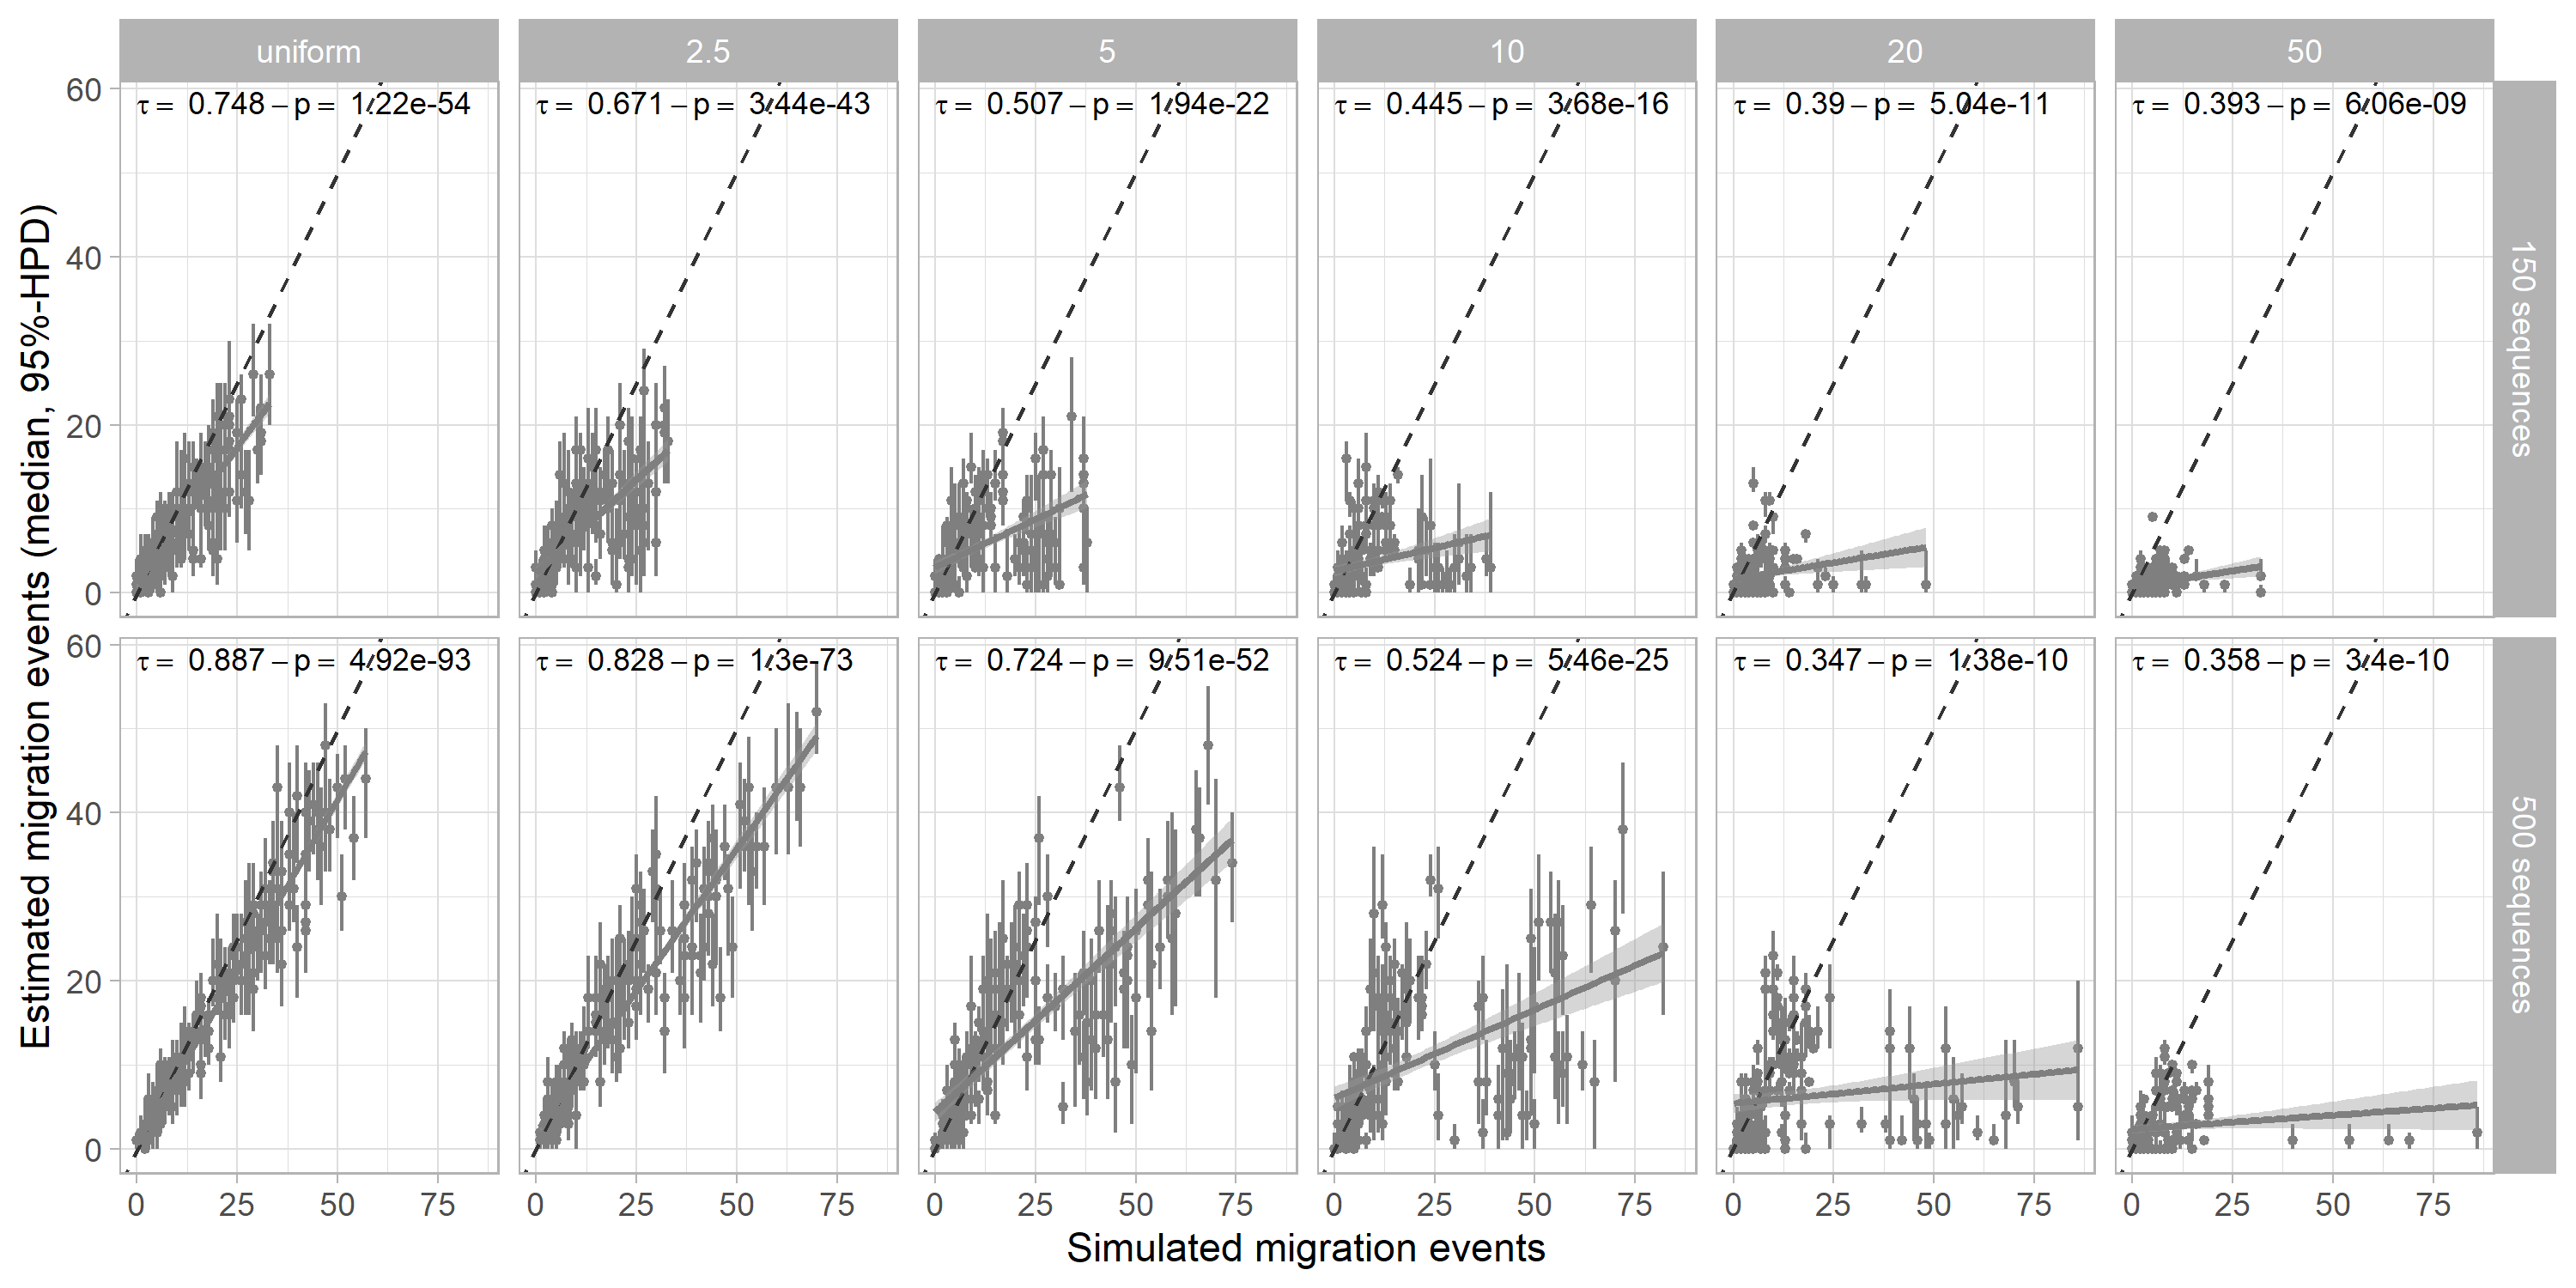 uniform 2.5 5 10 20 50
60
τ = 0.748 – p = 1.22e-54
τ = 0.671 – p = 3.44e-43
τ = 0.507 – p = 1.94e-22
τ = 0.445 – p = 3.68e-16
τ = 0.39 – p = 5.04e-11
τ = 0.393 – p = 6.06e-09
40
20
0
150 sequences
60
τ = 0.887 – p = 4.92e-93
τ = 0.828 – p = 1.3e-73
τ = 0.724 – p = 9.51e-52
τ = 0.524 – p = 5.46e-25
τ = 0.347 – p = 1.38e-10
τ = 0.358 – p = 3.4e-10
40
20
0
500 sequences
0 25 50 75 0 25 50 75 0 25 50 75 0 25 50 75 0 25 50 75 0 25 50 75
Simulated migration events
Estimated migration events (median, 95%-HPD)